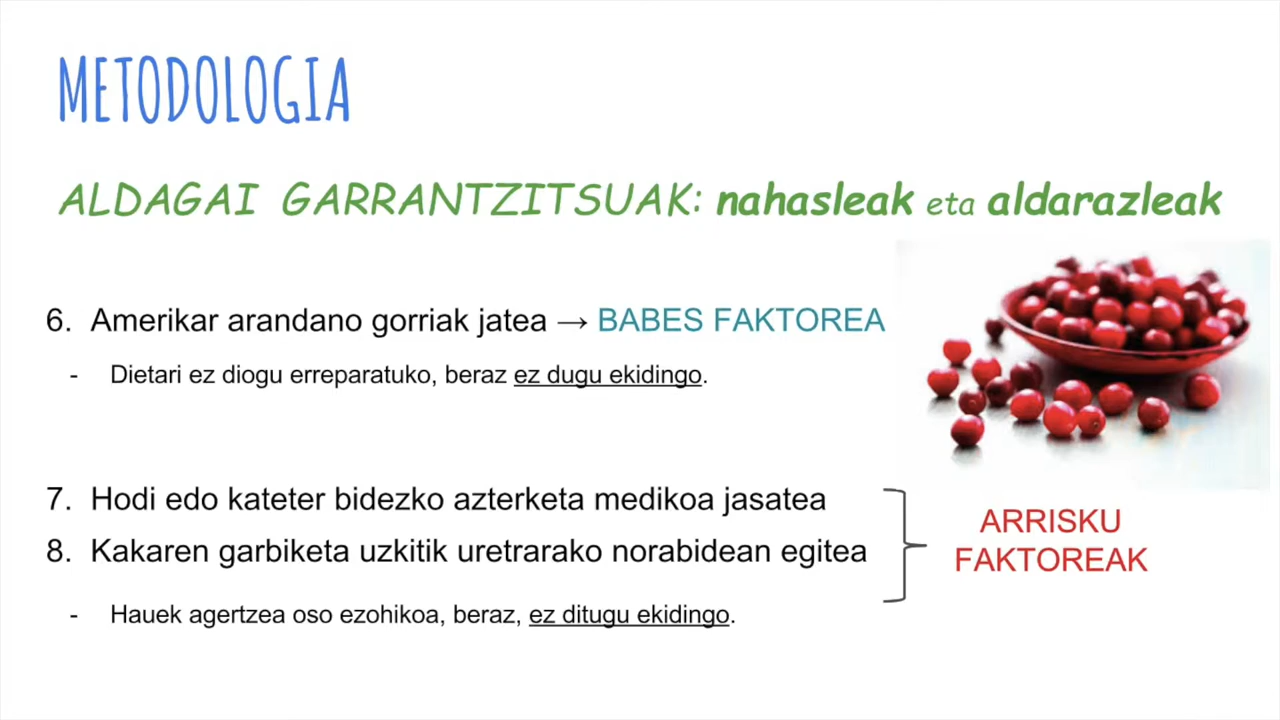 METODOLOGIA
ALDAGAI GARRANTZITSUAK: nahasleak eta aldarazleak
6. Amerikar arandano gorriak jatea → BABES FAKTOREA
- Dietari ez diogu erreparatuko, beraz ez dugu ekidingo.
7. Hodi edo kateter bidezko azterketa medikoa jasatea
8. Kakaren garbiketa uzkitik uretrarako norabidean egitea
ARRISKU
FAKTOREAK
- Hauek agertzea oso ezohikoa, beraz, ez ditugu ekidingo.